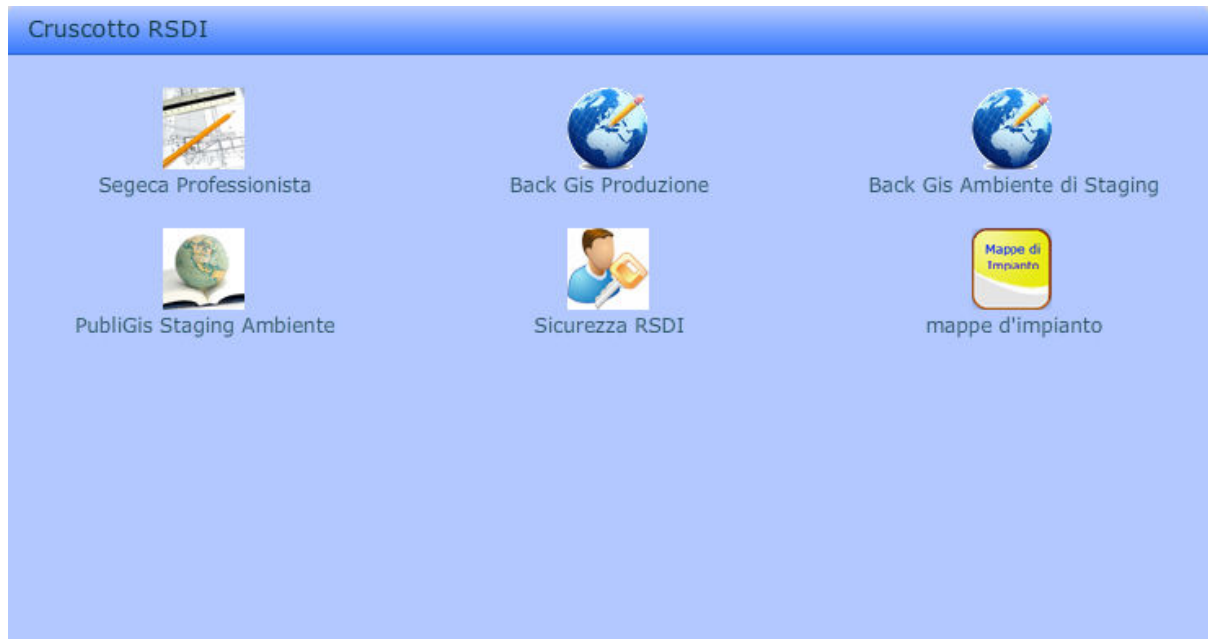 Cruscotto RSDI
Segeca Professionista
Back Gis Produzione
Back Gis Ambiente di Staging
Mappe di
Impianto
PubliGis Staging Ambiente
Sicurezza RSDI
mappe d'impianto